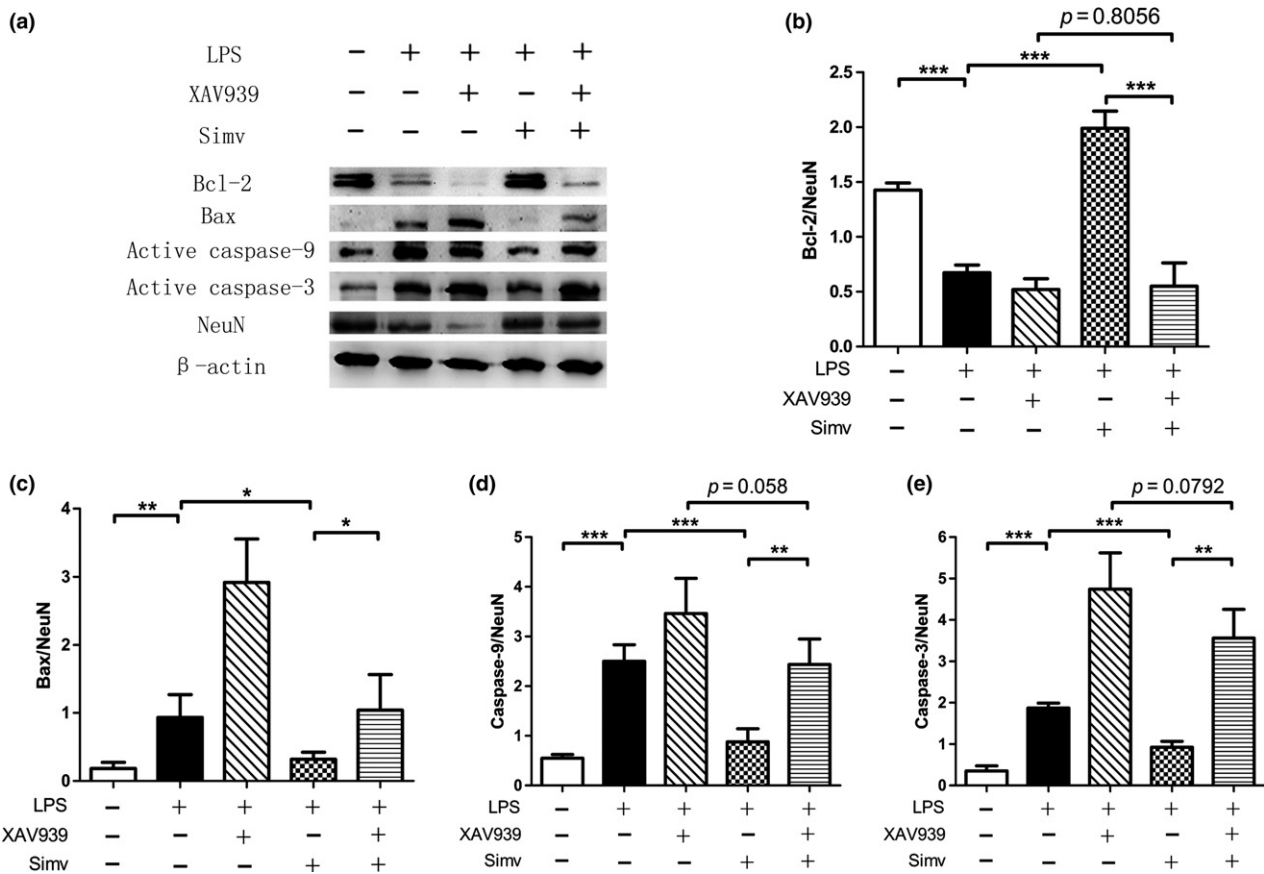 (a)
LPS − + + + +
XAV939 − − + − +
Simv − − − + +
Bcl-2
Bax
Active caspase-9
Active caspase-3
NeuN
β-actin
(b)
p = 0.8056
***
***
***
Bcl-2/NeuN
2.5
2.0
1.5
1.0
0.5
0.0
LPS − + + + +
XAV939 − − + − +
Simv − − − + +
(c)
**
*
*
Bax/NeuN
4
3
2
1
0
LPS − + + + +
XAV939 − − + − +
Simv − − − + +
(d)
p = 0.058
***
***
**
Caspase-9/NeuN
5
4
3
2
1
0
LPS − + + + +
XAV939 − − + − +
Simv − − − + +
(e)
p = 0.0792
***
***
**
Caspase-3/NeuN
6
5
4
3
2
1
0
LPS − + + + +
XAV939 − − + − +
Simv − − − + +